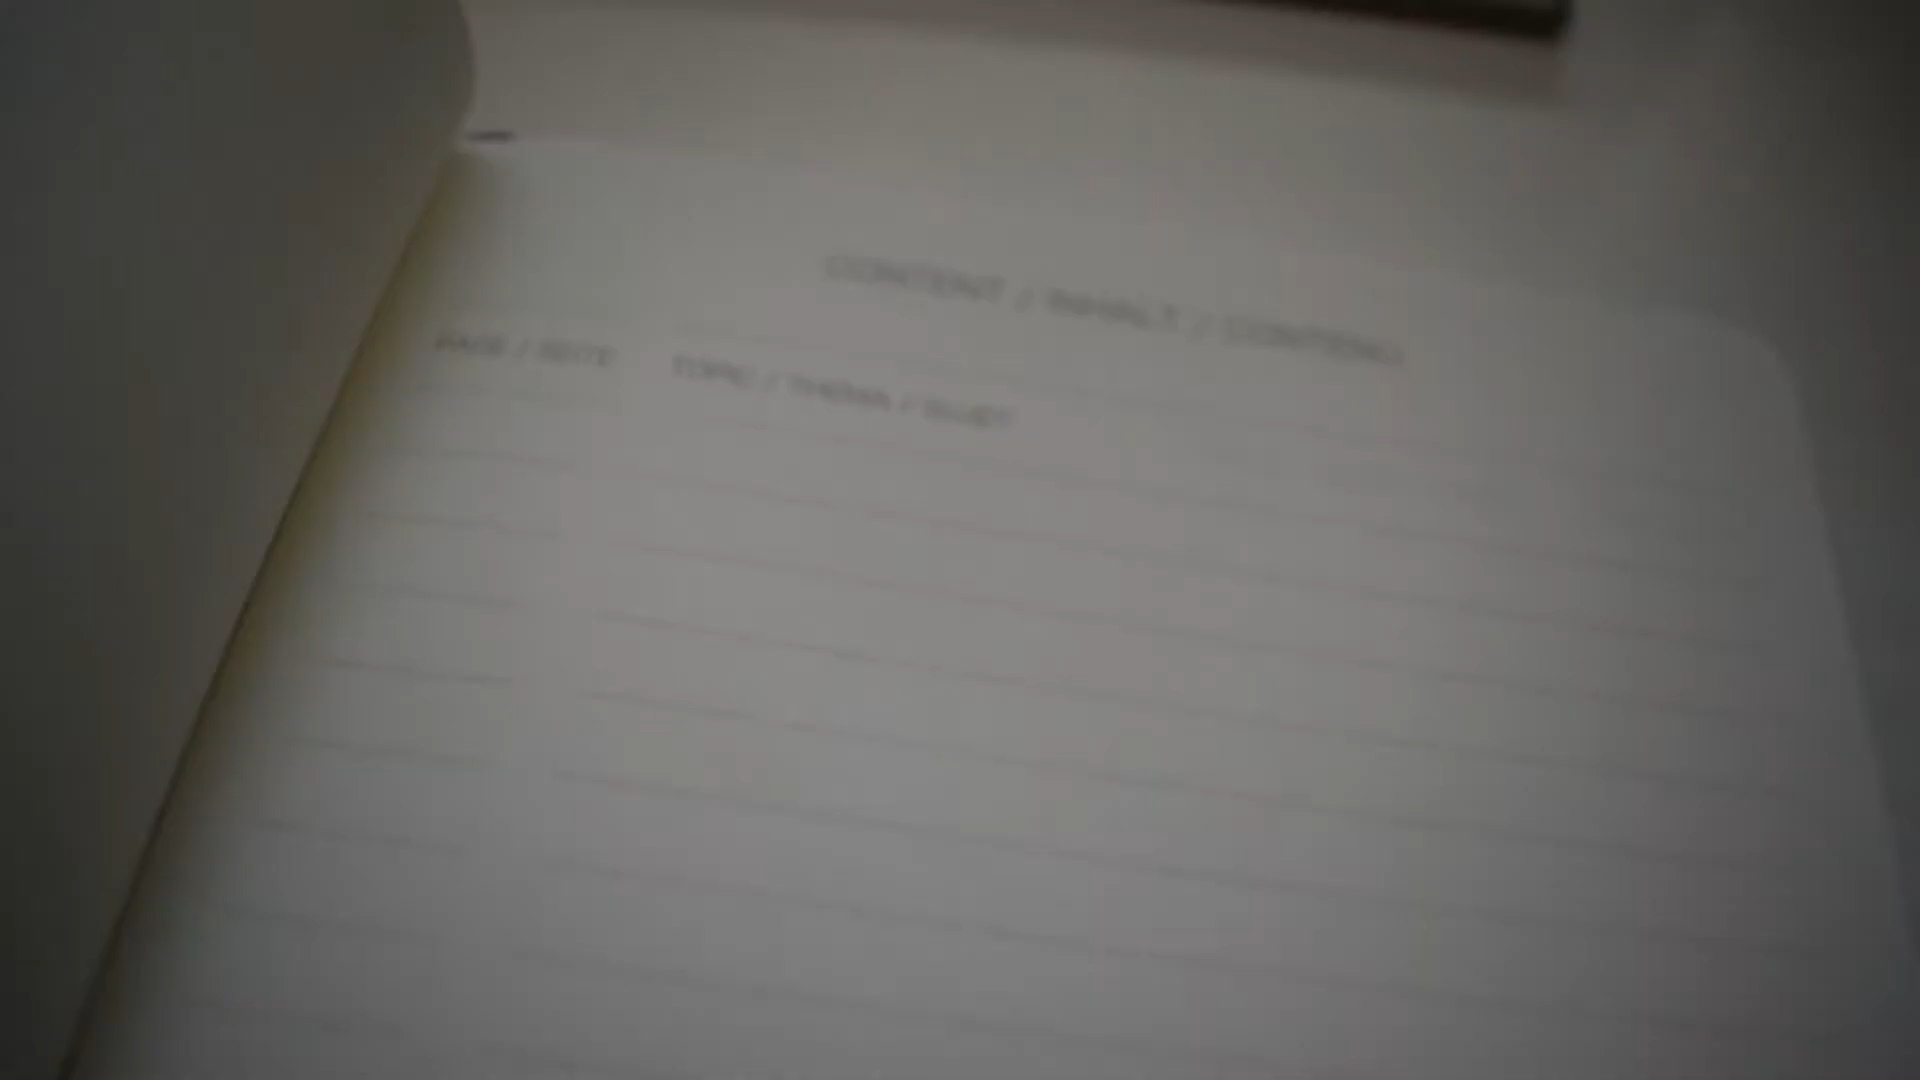 CONTENT / INHALT / CONTENU
PAGE / SEITE TOPIC / THEMA / SUJET